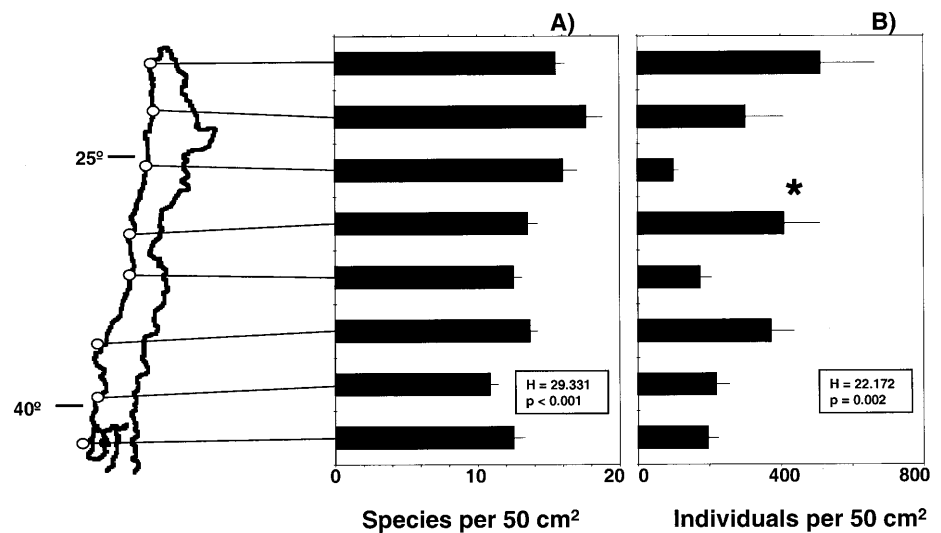 A)
B)
25º
*
40º
H = 29.331
p < 0.001
H = 22.172
p = 0.002
0 10 20
0 400 800
Species per 50 cm²
Individuals per 50 cm²